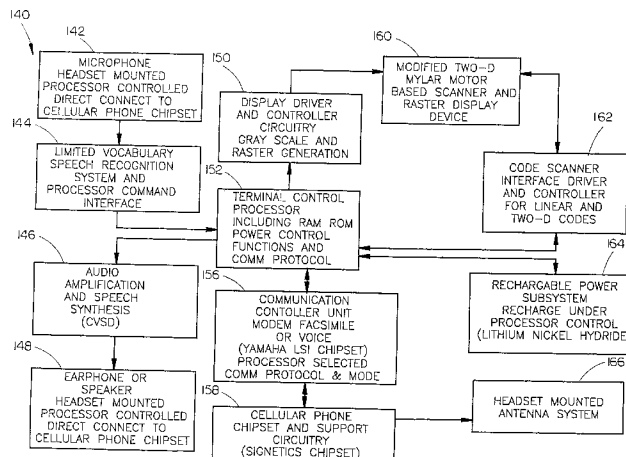 140
142
MICROPHONE
HEADSET MOUNTED
PROCESSOR CONTROLLED
DIRECT CONNECT TO
CELLULAR PHONE CHIPSET
144
LIMITED VOCABULARY
SPEECH RECOGNITION
SYSTEM AND
PROCESSOR COMMAND
INTERFACE
146
AUDIO
AMPLIFICATION
AND SPEECH
SYNTHESIS
(CVSD)
148
EARPHONE OR
SPEAKER
HEADSET MOUNTED
PROCESSOR CONTROLLED
DIRECT CONNECT TO
CELLULAR PHONE CHIPSET
150
DISPLAY DRIVER
AND CONTROLLER
CIRCUITRY
GRAY SCALE AND
RASTER GENERATION
152
TERMINAL CONTROL
PROCESSOR
INCLUDING RAM ROM
POWER CONTROL
FUNCTIONS AND
COMM PROTOCOL
156
COMMUNICATION
CONTOLLER UNIT
MODEM FACSIMILE
OR VOICE
(YAMAHA LSI CHIPSET)
PROCESSOR SELECTED
COMM PROTOCOL & MODE
158
CELLULAR PHONE
CHIPSET AND SUPPORT
CIRCUITRY
(SIGNETICS CHIPSET)
160
MODIFIED TWO-D
MYLAR MOTOR
BASED SCANNER AND
RASTER DISPLAY
DEVICE
162
CODE SCANNER
INTERFACE DRIVER
AND CONTROLLER
FOR LINEAR AND
TWO-D CODES
164
RECHARGABLE POWER
SUBSYSTEM
RECHARGE UNDER
PROCESSOR CONTROL
(LITHIUM NICKEL HYDRIDE)
166
HEADSET MOUNTED
ANTENNA SYSTEM